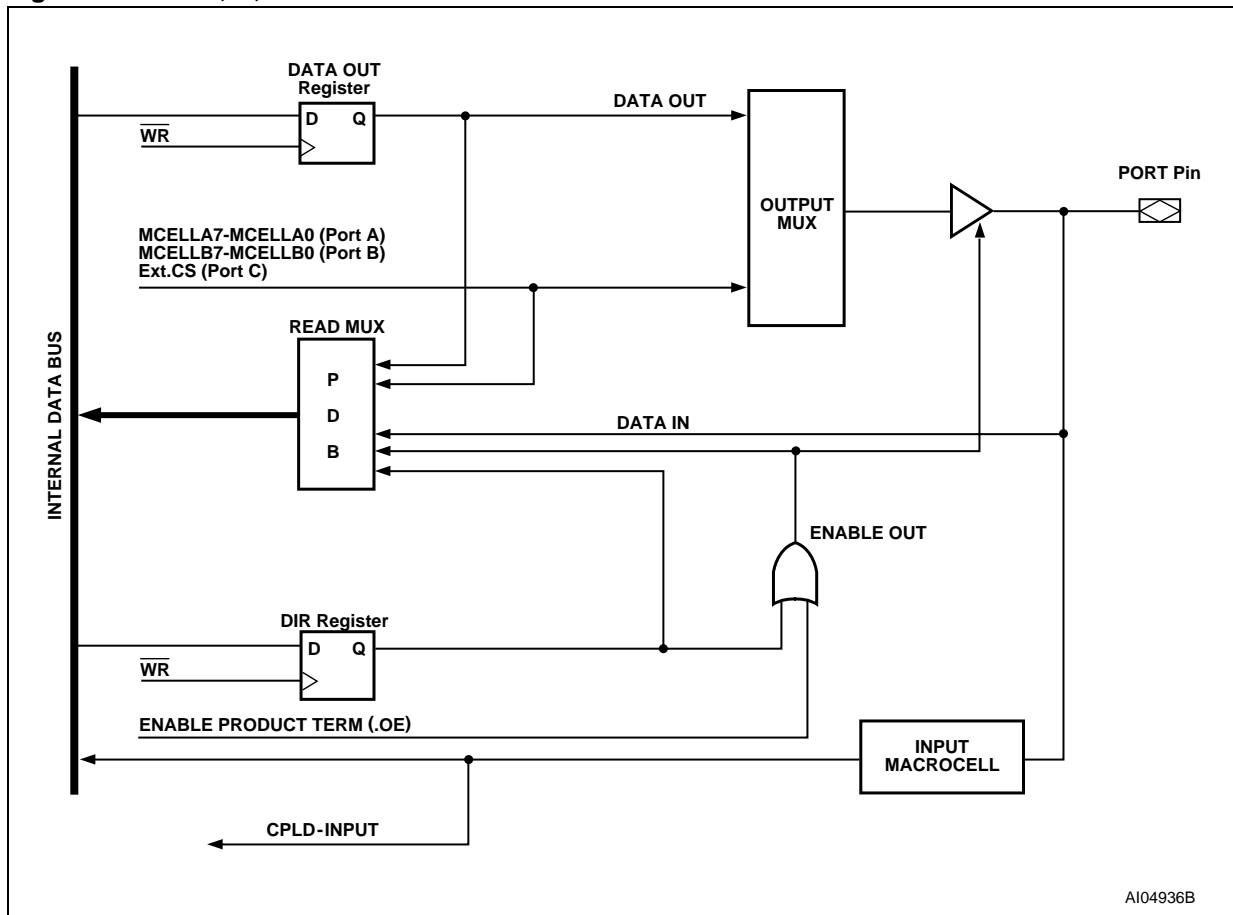 DATA OUT
Register
D Q
WR
DATA OUT
PORT Pin
OUTPUT
MUX
MCELLA7-MCELLA0 (Port A)
MCELLB7-MCELLB0 (Port B)
Ext.CS (Port C)
READ MUX
P
D
B
DATA IN
INTERNAL DATA BUS
ENABLE OUT
DIR Register
D Q
WR
ENABLE PRODUCT TERM (.OE)
INPUT
MACROCELL
CPLD-INPUT
AI04936B